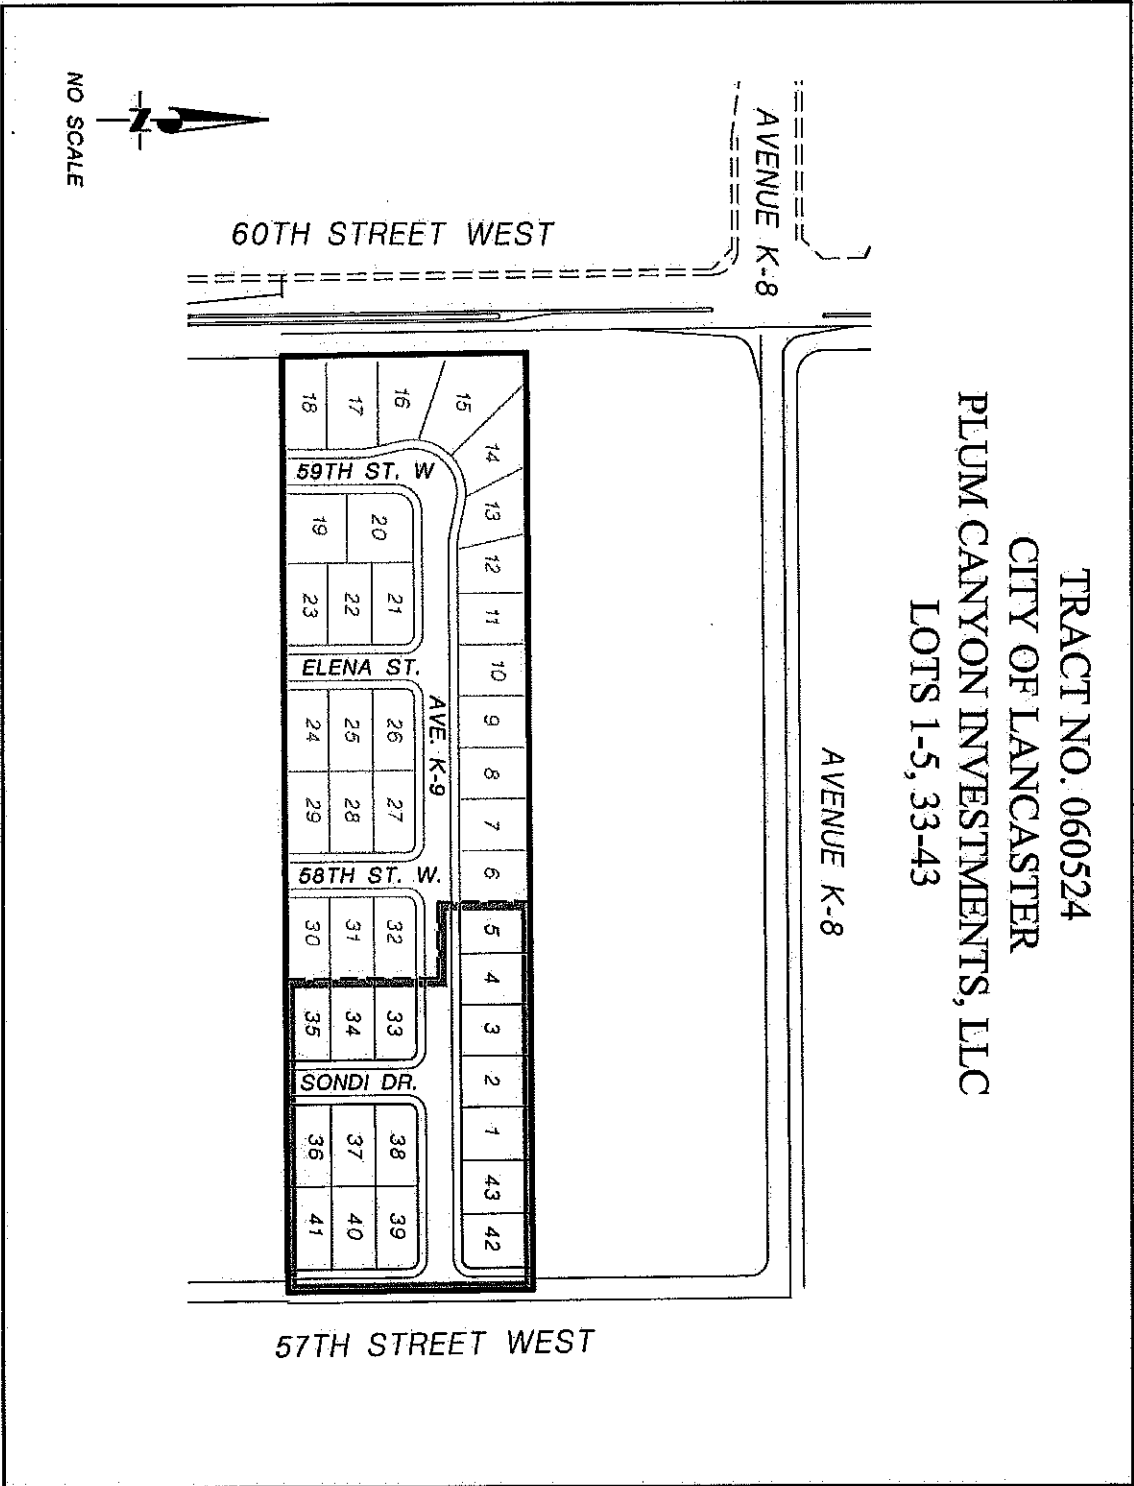 TRACT NO. 060524
CITY OF LANCASTER
PLUM CANYON INVESTMENTS, LLC
LOTS 1-5, 33-43
AVENUE K-8
AVENUE K-8
60TH STREET WEST
57TH STREET WEST
NO SCALE
N
15
14
13
12
11
10
9
8
7
6
5
4
3
2
1
43
42
AVE. K-9
16
17
18
59TH ST. W
20
19
21
22
23
ELENA ST.
26
25
24
27
28
29
58TH ST. W.
32
31
30
33
34
35
SONDI DR.
38
37
36
39
40
41